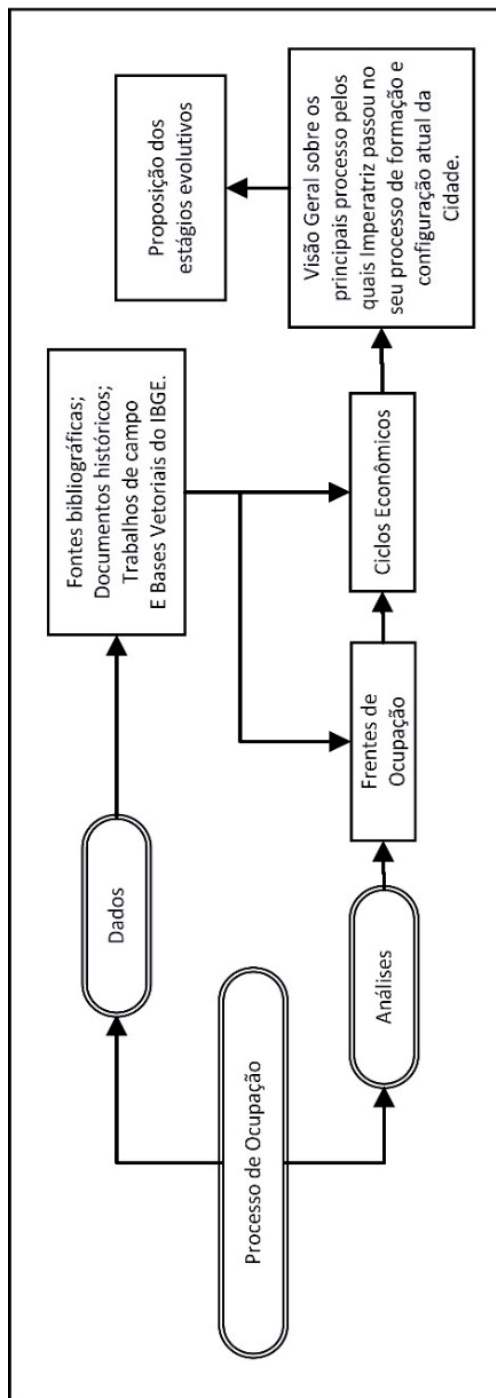 Processo de Ocupação
Dados
Fontes bibliográficas;
Documentos históricos;
Trabalhos de campo
E Bases Vetoriais do IBGE.
Análises
Frentes de
Ocupação
Ciclos Econômicos
Visão Geral sobre os
principais processo pelos
quais Imperatriz passou no
seu processo de formação e
configuração atual da
Cidade.
Proposição dos
estágios evolutivos